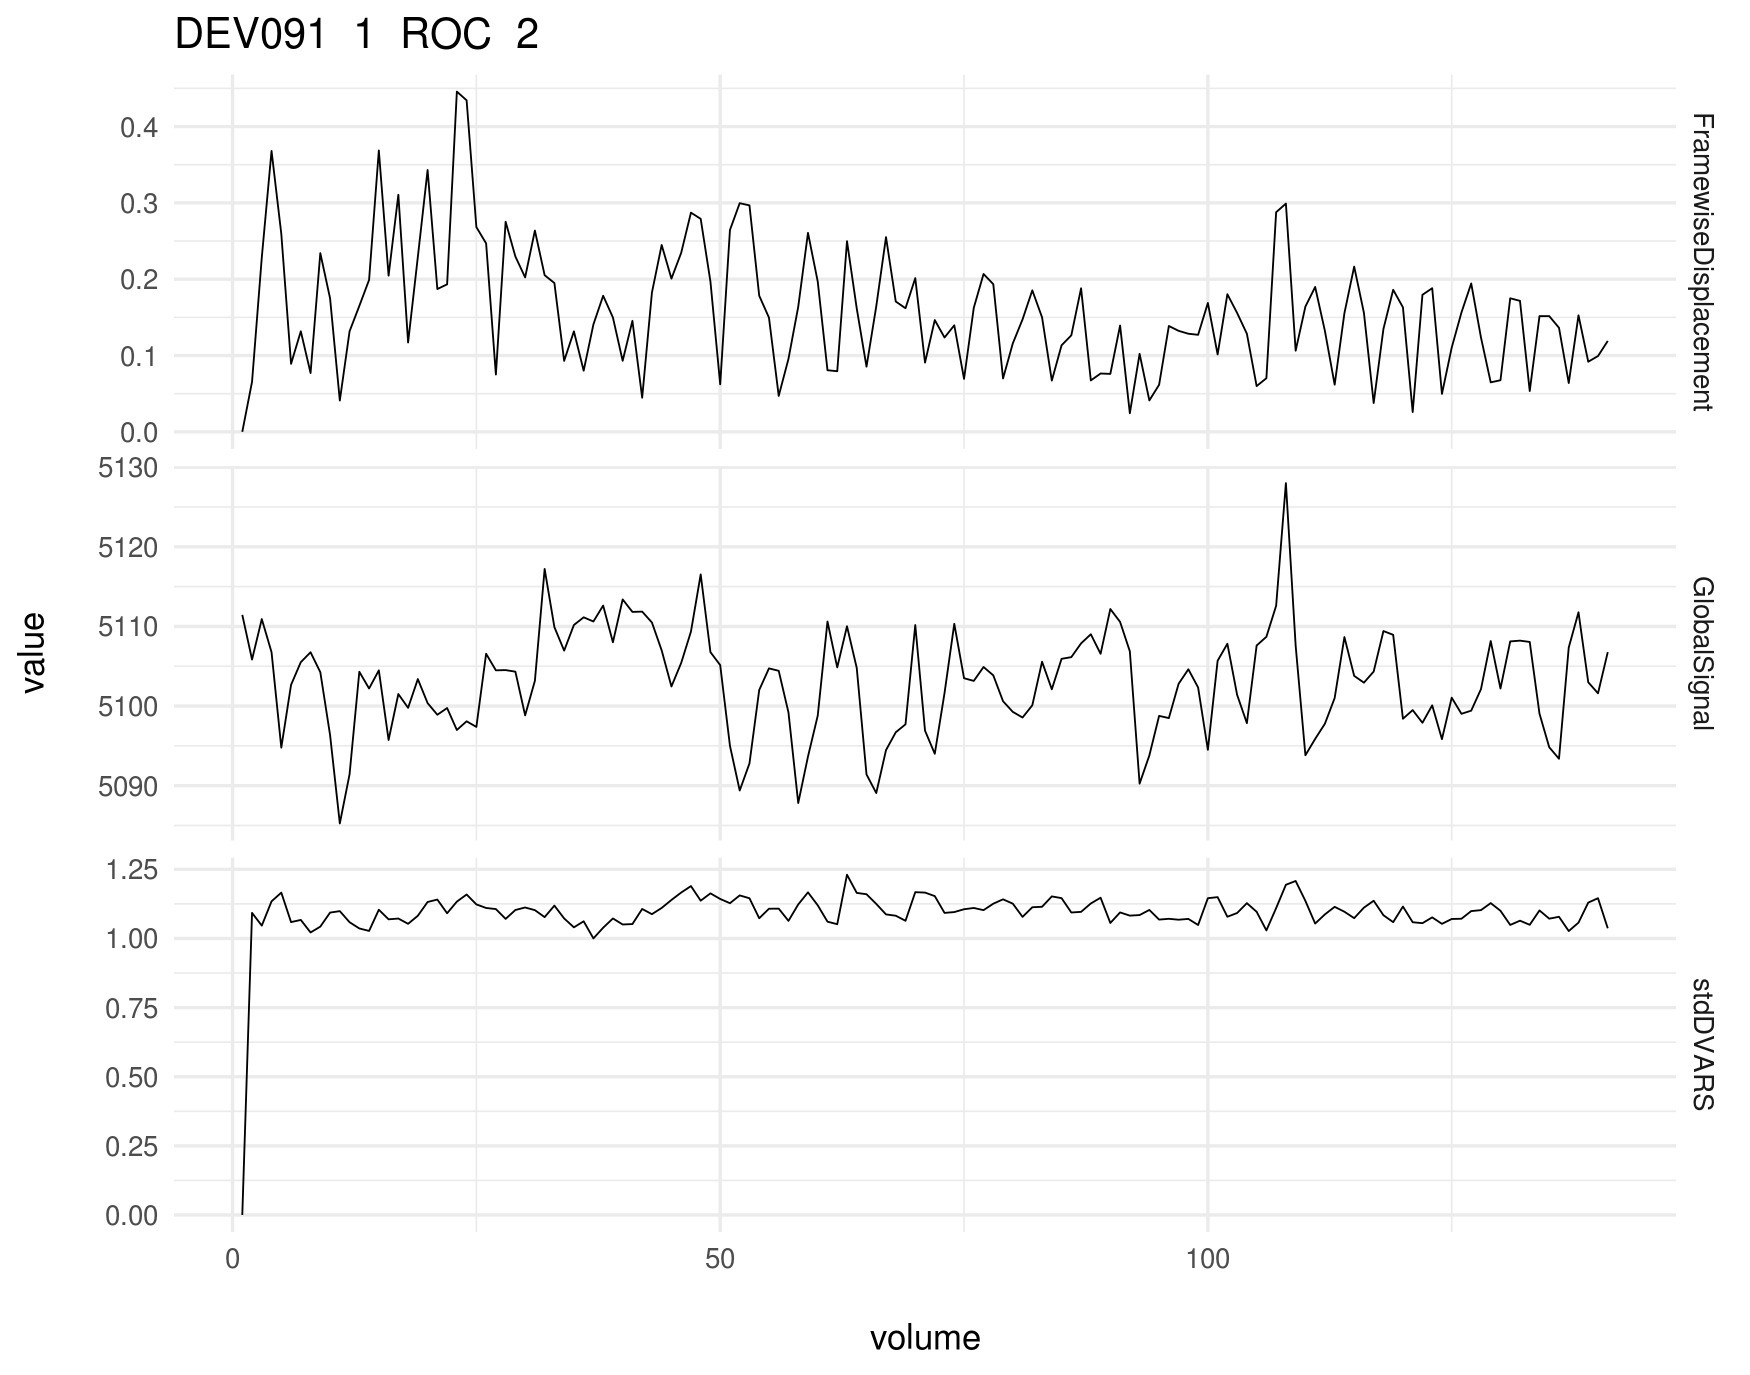 DEV091 1 ROC 2
0.4
0.3
0.2
0.1
0.0
FramewiseDisplacement
5130
5120
5110
5100
5090
GlobalSignal
1.25
1.00
0.75
0.50
0.25
0.00
stdDVARS
value
0 50 100
volume